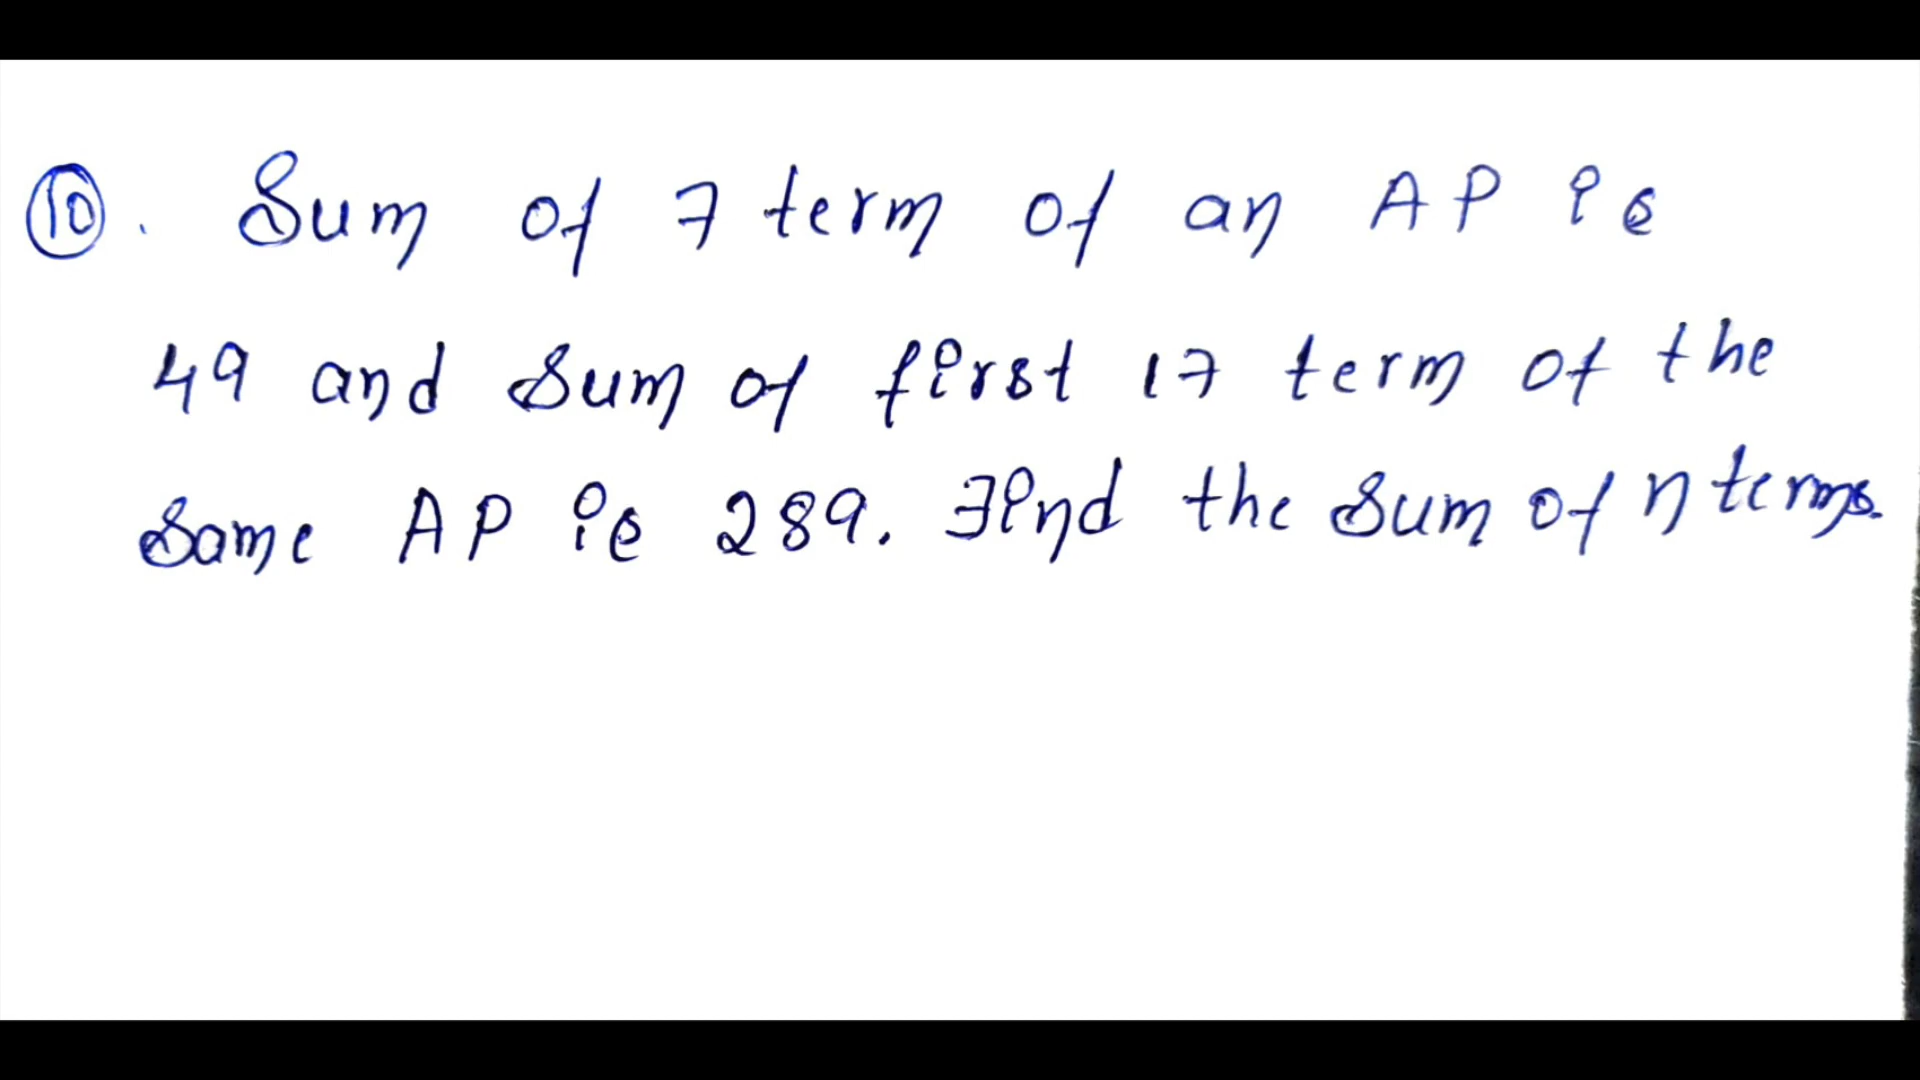 10. Sum of 7 term of an AP is
49 and sum of first 17 term of the
same AP is 289. Find the sum of n terms.